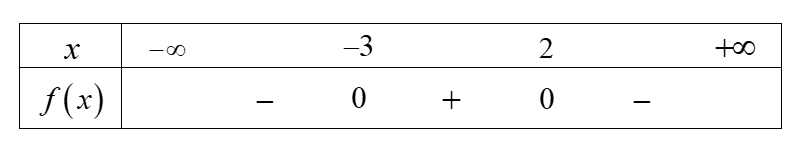 x −∞ −3 2 +∞
f(x) − 0 + 0 −